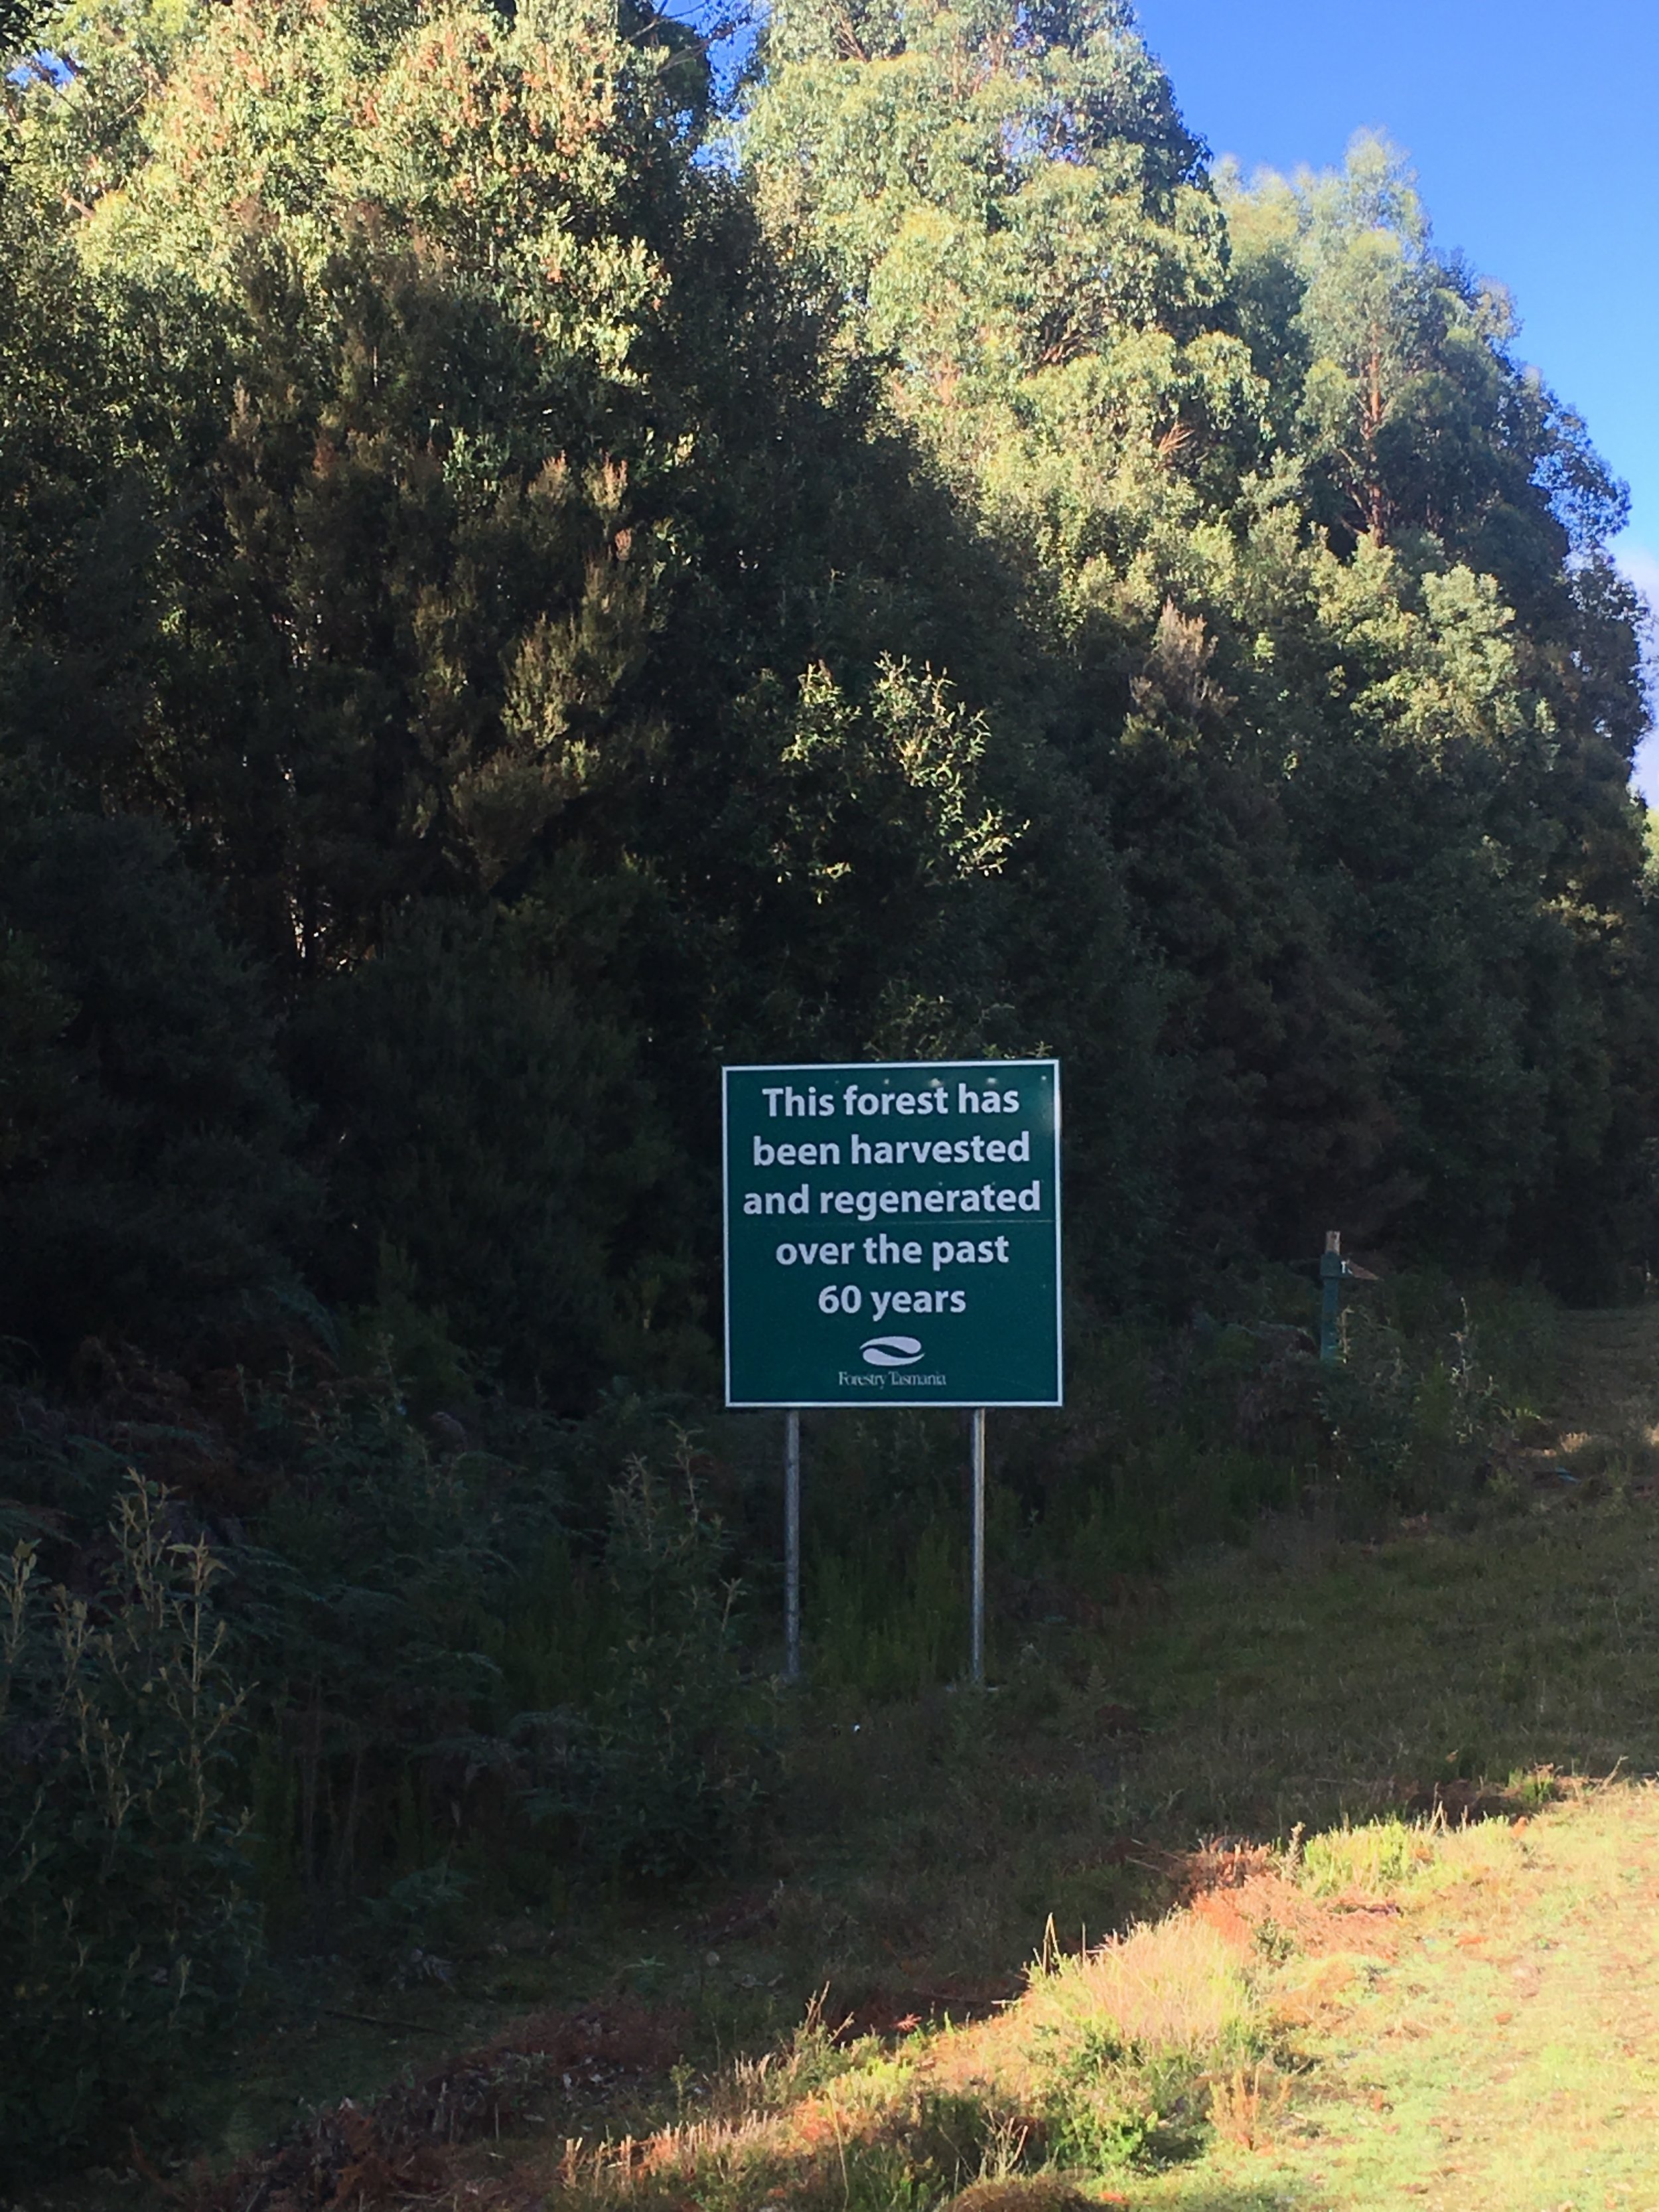 This forest has
been harvested
and regenerated
over the past
60 years
Forestry Tasmania